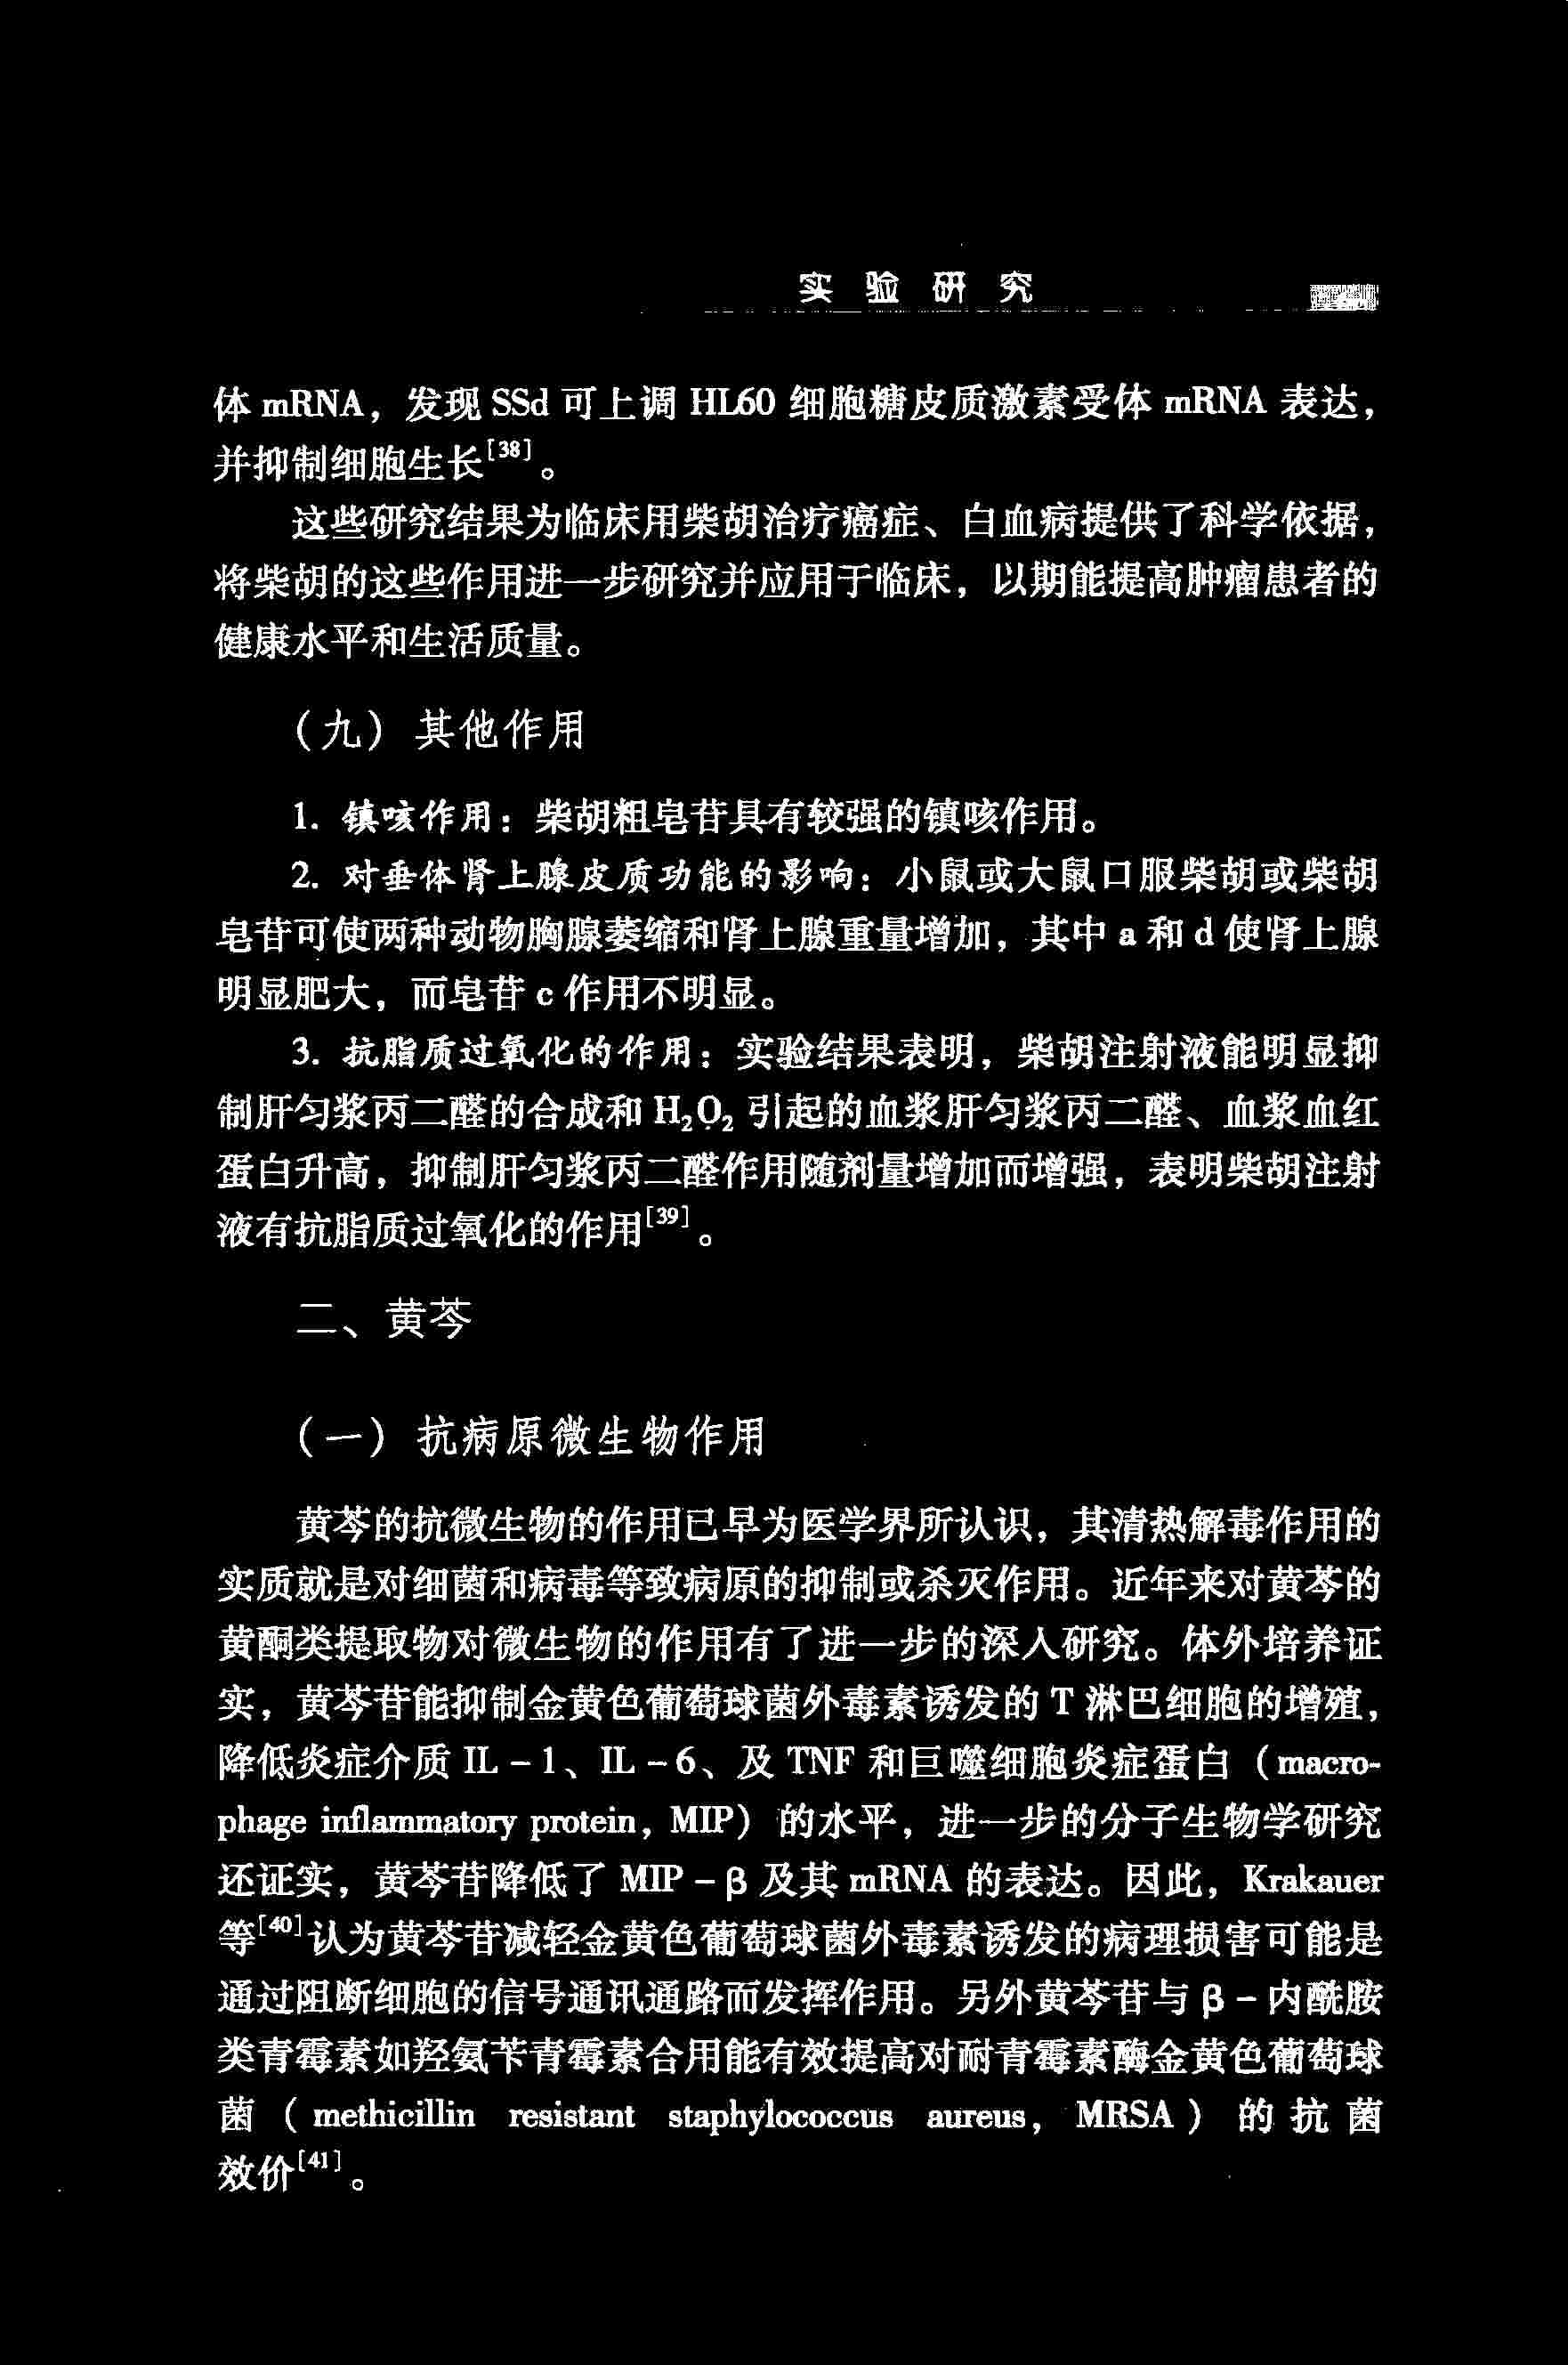 实验研究
体 mRNA，发现 SSd 可上调 HL60 细胞糖皮质激素受体 mRNA 表达，
并抑制细胞生长[38]。
这些研究结果为临床用柴胡治疗癌症、白血病提供了科学依据，
将柴胡的这些作用进一步研究并应用于临床，以期能提高肿瘤患者的
健康水平和生活质量。
（九）其他作用
1. 镇咳作用：柴胡粗皂苷具有较强的镇咳作用。
2. 对垂体肾上腺皮质功能的影响：小鼠或大鼠口服柴胡或柴胡
皂苷可使两种动物胸腺萎缩和肾上腺重量增加，其中 a 和 d 使肾上腺
明显肥大，而皂苷 c 作用不明显。
3. 抗脂质过氧化的作用：实验结果表明，柴胡注射液能明显抑
制肝匀浆丙二醛的合成和 H₂O₂ 引起的血浆肝匀浆丙二醛、血浆血红
蛋白升高，抑制肝匀浆丙二醛作用随剂量增加而增强，表明柴胡注射
液有抗脂质过氧化的作用[39]。
二、黄芩
（一）抗病原微生物作用
黄芩的抗微生物的作用已早为医学界所认识，其清热解毒作用的
实质就是对细菌和病毒等致病原的抑制或杀灭作用。近年来对黄芩的
黄酮类提取物对微生物的作用有了进一步的深入研究。体外培养证
实，黄芩苷能抑制金黄色葡萄球菌外毒素诱发的 T 淋巴细胞的增殖，
降低炎症介质 IL－1、IL－6、及 TNF 和巨噬细胞炎症蛋白（macro-
phage inflammatory protein，MIP）的水平，进一步的分子生物学研究
还证实，黄芩苷降低了 MIP－β 及其 mRNA 的表达。因此，Krakauer
等[40]认为黄芩苷减轻金黄色葡萄球菌外毒素诱发的病理损害可能是
通过阻断细胞的信号通讯通路而发挥作用。另外黄芩苷与 β－内酰胺
类青霉素如羟氨苄青霉素合用能有效提高对耐青霉素酶金黄色葡萄球
菌（methicillin resistant staphylococcus aureus，MRSA）的抗菌
效价[41]。